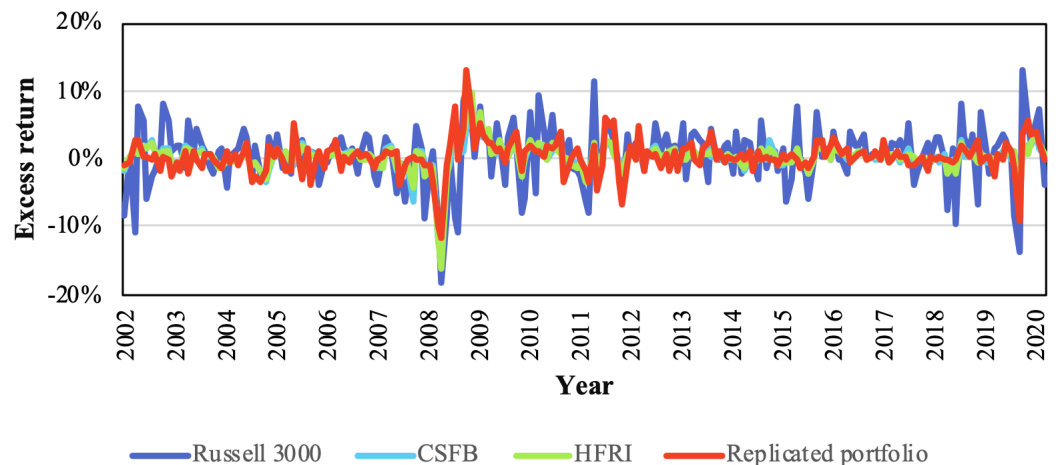 20%
10%
0%
-10%
-20%
Excess return
2002 2003 2004 2005 2006 2007 2008 2009 2010 2011 2012 2013 2014 2015 2016 2017 2018 2019 2020
Year
Russell 3000 CSFB HFRI Replicated portfolio